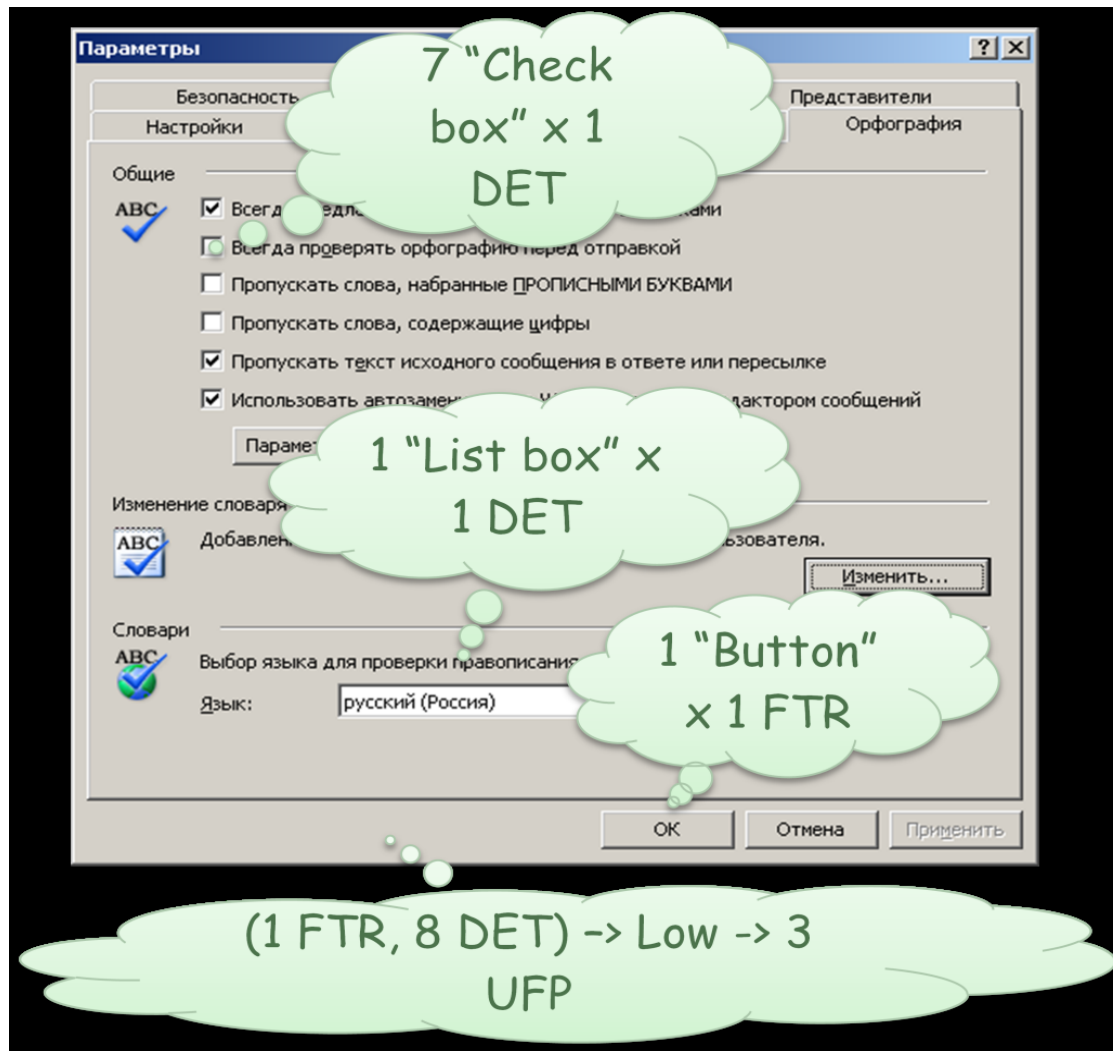 Параметры
7 "Check
box" x 1
DET
Безопасность
Представители
Настройки
Орфография
Общие
ABC
Всегда
ками
Всегда проверять орфографию перед отправкой
Пропускать слова, набранные ПРОПИСНЫМИ БУКВАМИ
Пропускать слова, содержащие цифры
Пропускать текст исходного сообщения в ответе или пересылке
Использовать автозамену
дактором сообщений
Парамет
1 "List box" x
1 DET
Изменение словаря
ABC
Добавлен
ьзователя.
Изменить...
Словари
ABC
Выбор языка для проверки правописания
Язык:
русский (Россия)
1 "Button"
x 1 FTR
ОК
Отмена
Применить
(1 FTR, 8 DET) -> Low -> 3
UFP